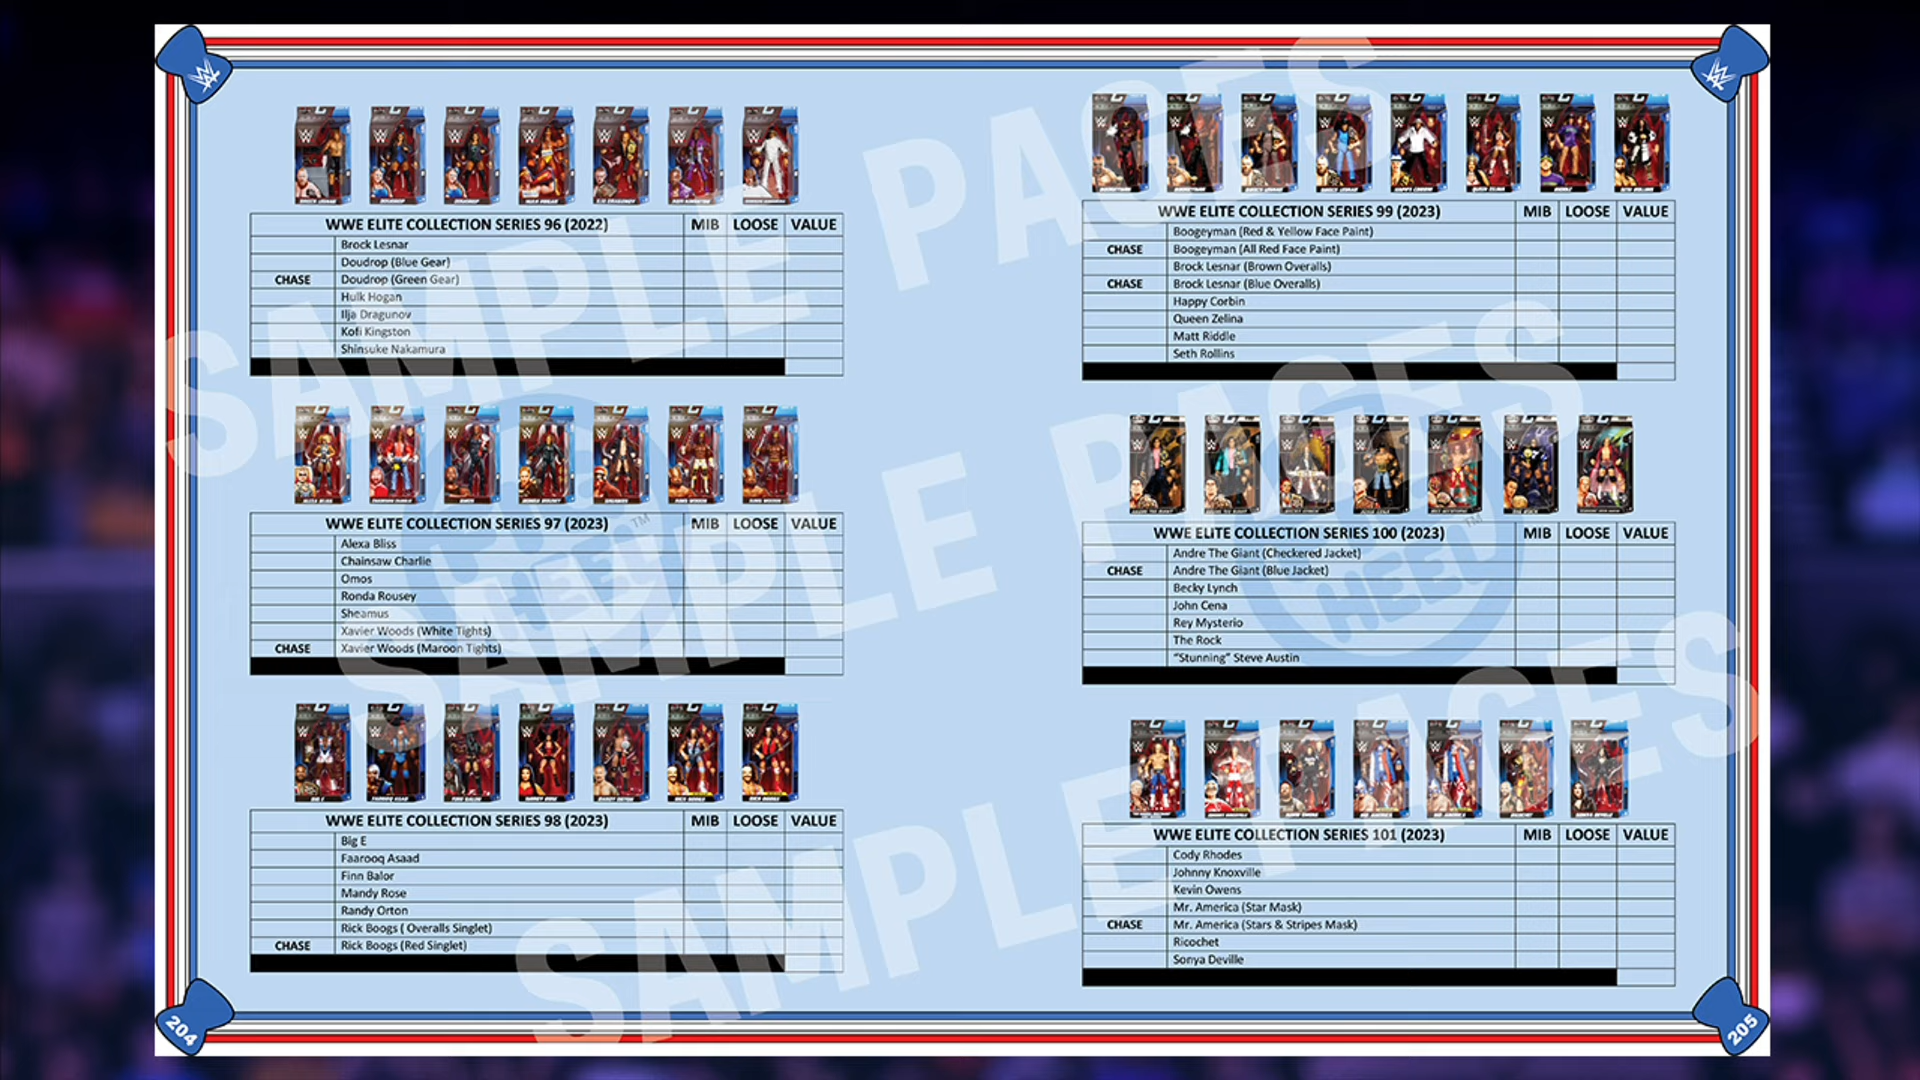 WWE ELITE COLLECTION SERIES 96 (2022) MIB LOOSE VALUE
Brock Lesnar
Doudrop (Blue Gear)
CHASE Doudrop (Green Gear)
Hulk Hogan
Ilja Dragunov
Kofi Kingston
Shinsuke Nakamura
WWE ELITE COLLECTION SERIES 97 (2023) MIB LOOSE VALUE
Alexa Bliss
Chainsaw Charlie
Omos
Ronda Rousey
Sheamus
Xavier Woods (White Tights)
CHASE Xavier Woods (Maroon Tights)
WWE ELITE COLLECTION SERIES 98 (2023) MIB LOOSE VALUE
Big E
Faarooq Asaad
Finn Balor
Mandy Rose
Randy Orton
Rick Boogs ( Overalls Singlet)
CHASE Rick Boogs (Red Singlet)
204
WWE ELITE COLLECTION SERIES 99 (2023) MIB LOOSE VALUE
Boogeyman (Red & Yellow Face Paint)
CHASE Boogeyman (All Red Face Paint)
Brock Lesnar (Brown Overalls)
CHASE Brock Lesnar (Blue Overalls)
Happy Corbin
Queen Zelina
Matt Riddle
Seth Rollins
WWE ELITE COLLECTION SERIES 100 (2023) MIB LOOSE VALUE
Andre The Giant (Checkered Jacket)
CHASE Andre The Giant (Blue Jacket)
Becky Lynch
John Cena
Rey Mysterio
The Rock
“Stunning” Steve Austin
WWE ELITE COLLECTION SERIES 101 (2023) MIB LOOSE VALUE
Cody Rhodes
Johnny Knoxville
Kevin Owens
Mr. America (Star Mask)
CHASE Mr. America (Stars & Stripes Mask)
Ricochet
Sonya Deville
205
SAMPLE PAGES
SAMPLE PAGES
SAMPLE PAGES